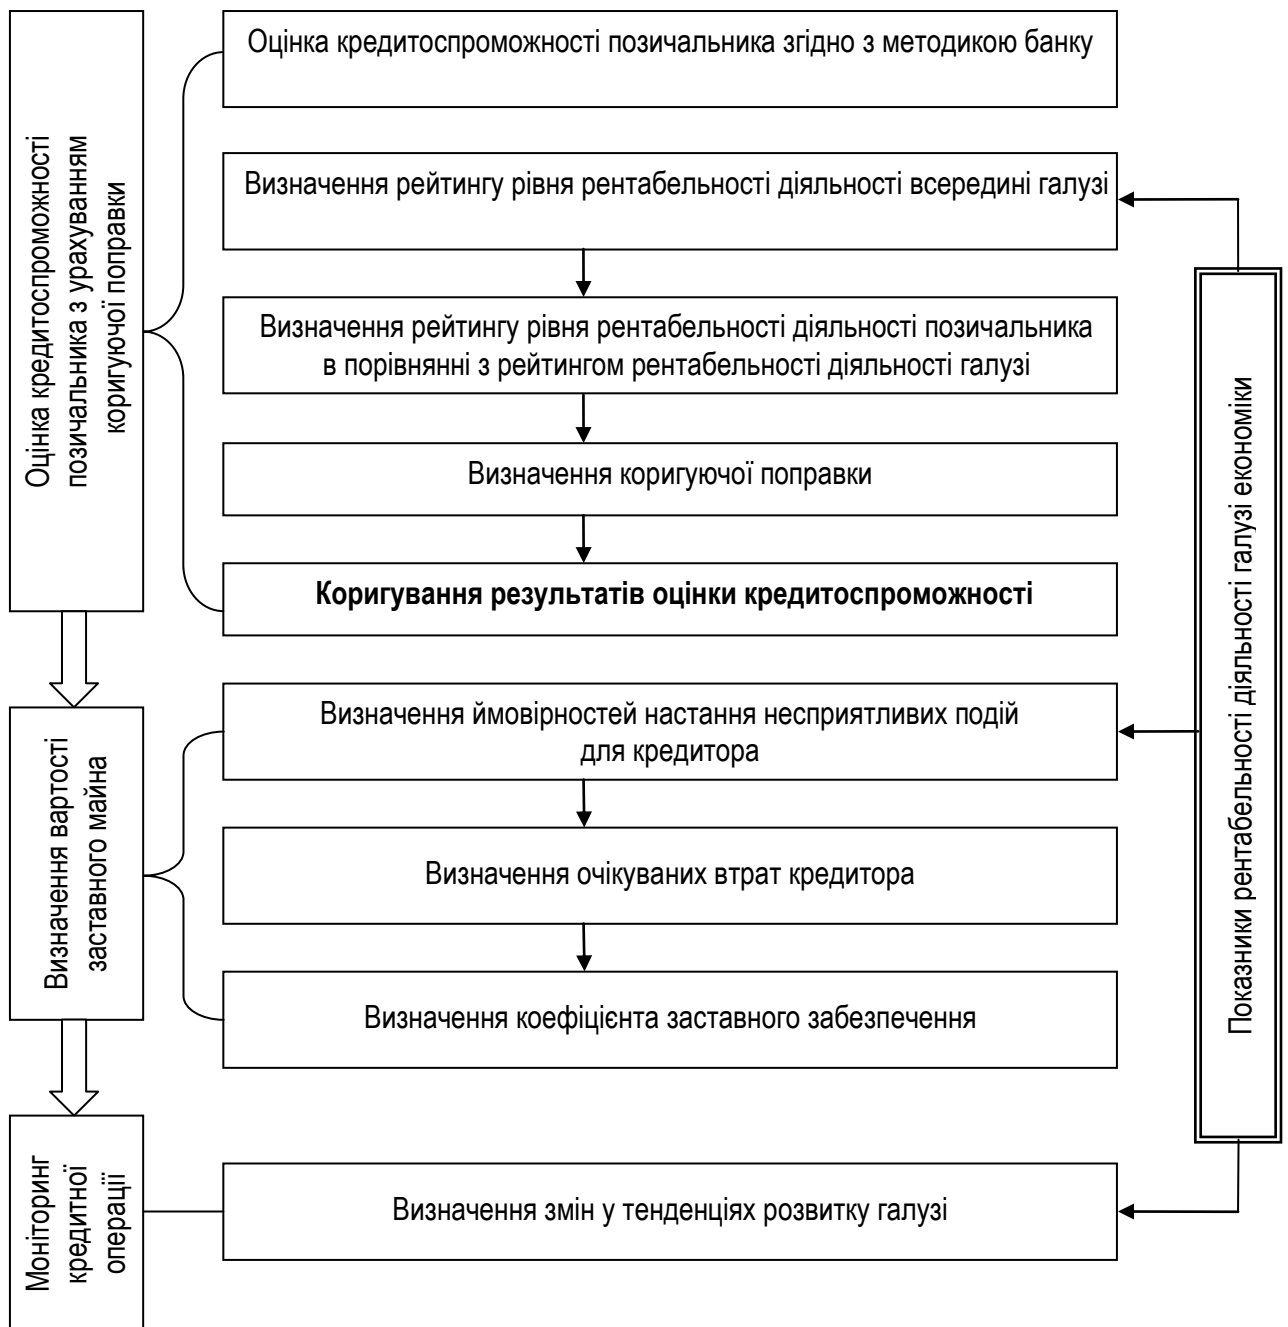 Оцінка кредитоспроможності
позичальника з урахуванням
коригуючої поправки
Оцінка кредитоспроможності позичальника згідно з методикою банку
Визначення рейтингу рівня рентабельності діяльності всередині галузі
Визначення рейтингу рівня рентабельності діяльності позичальника
в порівнянні з рейтингом рентабельності діяльності галузі
Визначення коригуючої поправки
Коригування результатів оцінки кредитоспроможності
Визначення вартості
заставного майна
Визначення ймовірностей настання несприятливих подій
для кредитора
Визначення очікуваних втрат кредитора
Визначення коефіцієнта заставного забезпечення
Моніторинг
кредитної
операції
Визначення змін у тенденціях розвитку галузі
Показники рентабельності діяльності галузі економіки